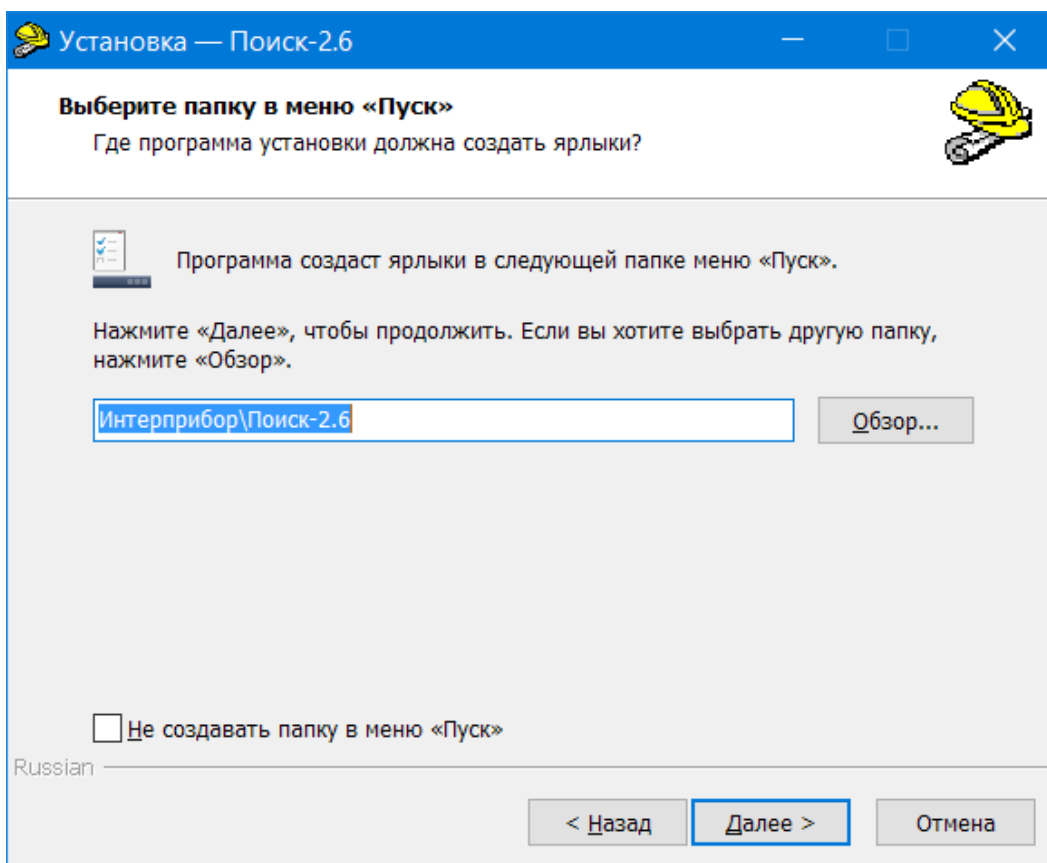 Установка — Поиск-2.6
Выберите папку в меню «Пуск»
Где программа установки должна создать ярлыки?
Программа создаст ярлыки в следующей папке меню «Пуск».
Нажмите «Далее», чтобы продолжить. Если вы хотите выбрать другую папку,
нажмите «Обзор».
Интерприбор\Поиск-2.6
Обзор...
Не создавать папку в меню «Пуск»
Russian
< Назад
Далее >
Отмена